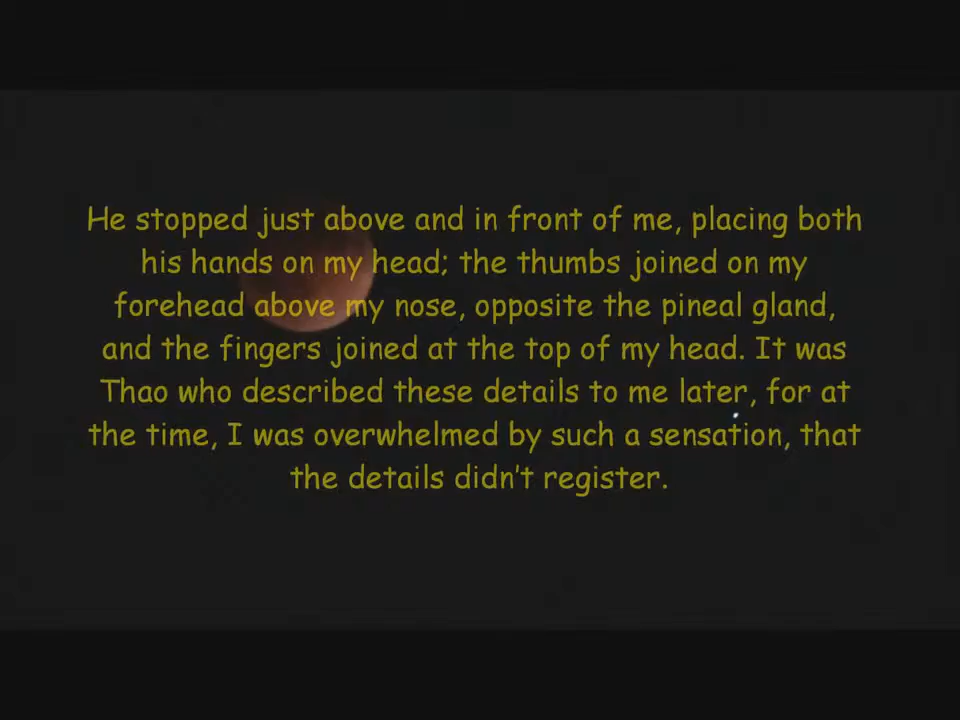 He stopped just above and in front of me, placing both
his hands on my head; the thumbs joined on my
forehead above my nose, opposite the pineal gland,
and the fingers joined at the top of my head. It was
Thao who described these details to me later, for at
the time, I was overwhelmed by such a sensation, that
the details didn't register.